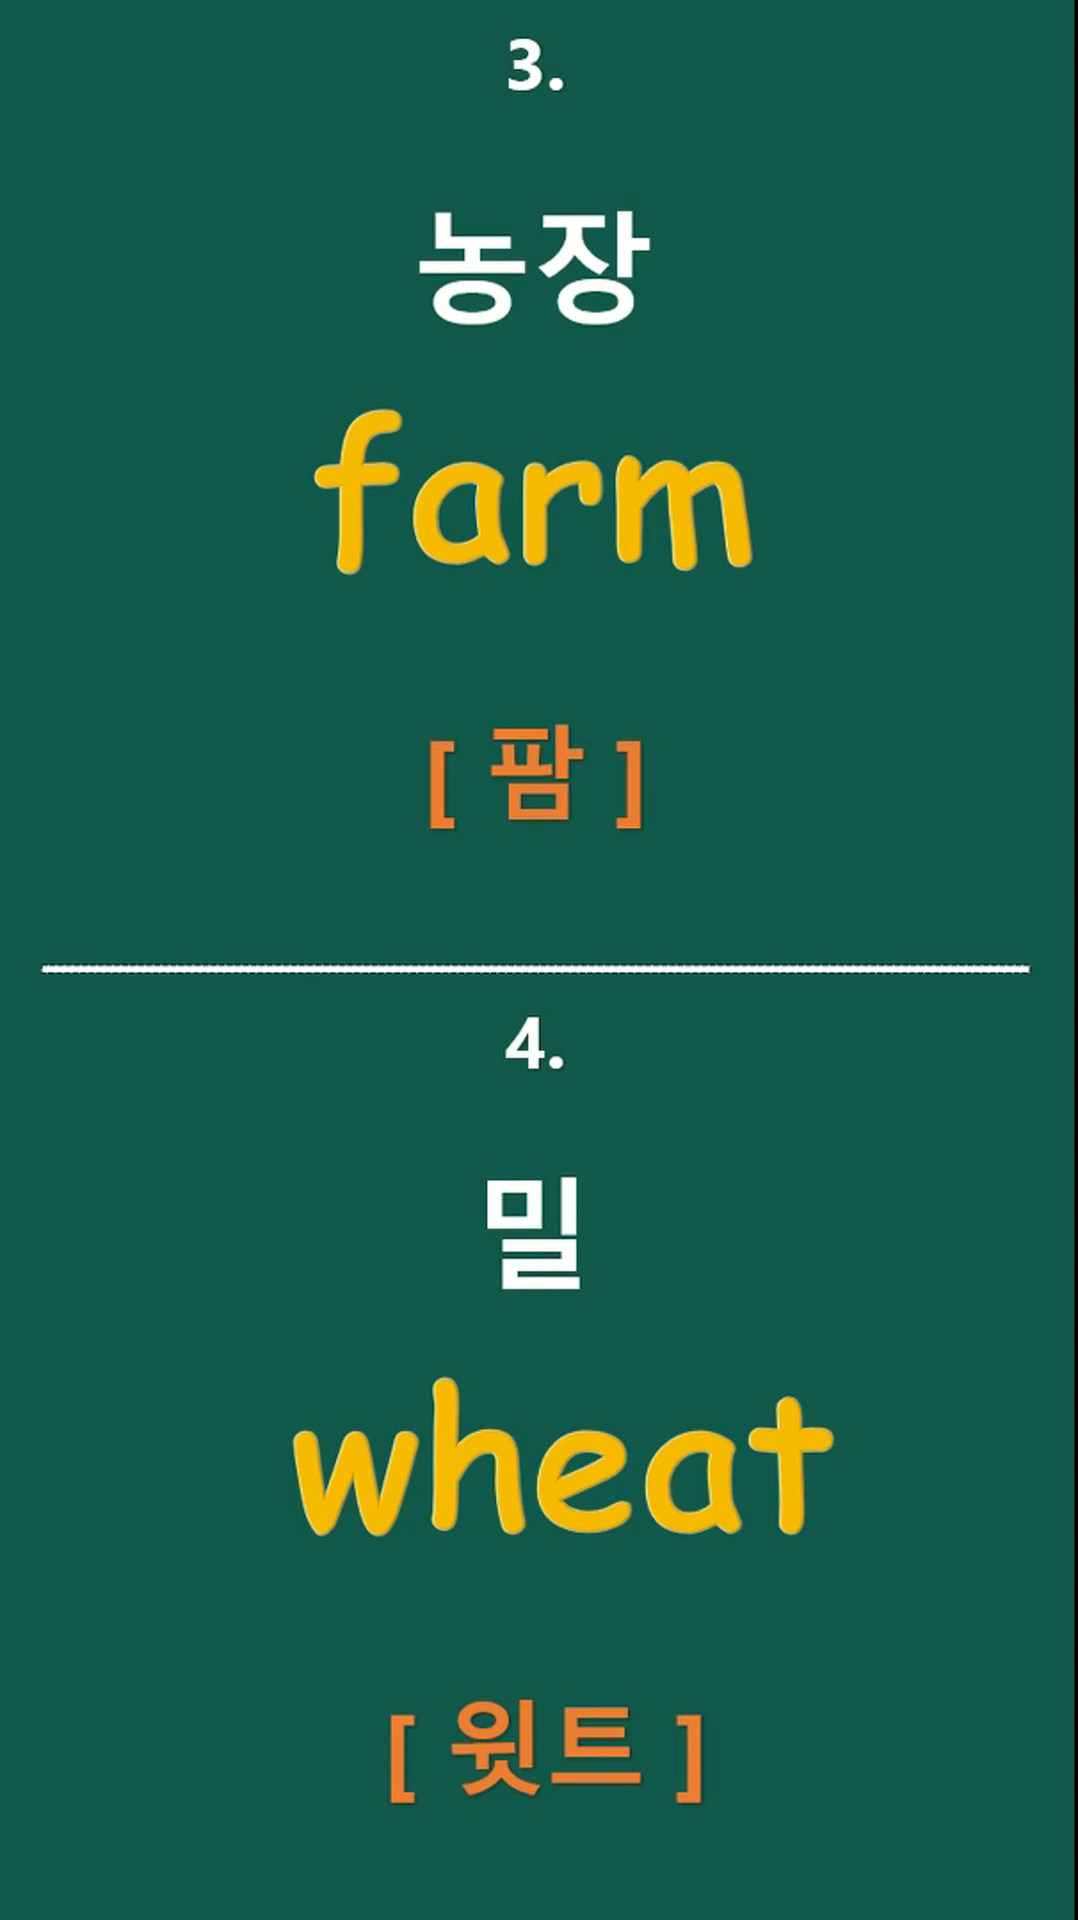 3.
농장
farm
[ 팜 ]
4.
밀
wheat
[ 윗트 ]